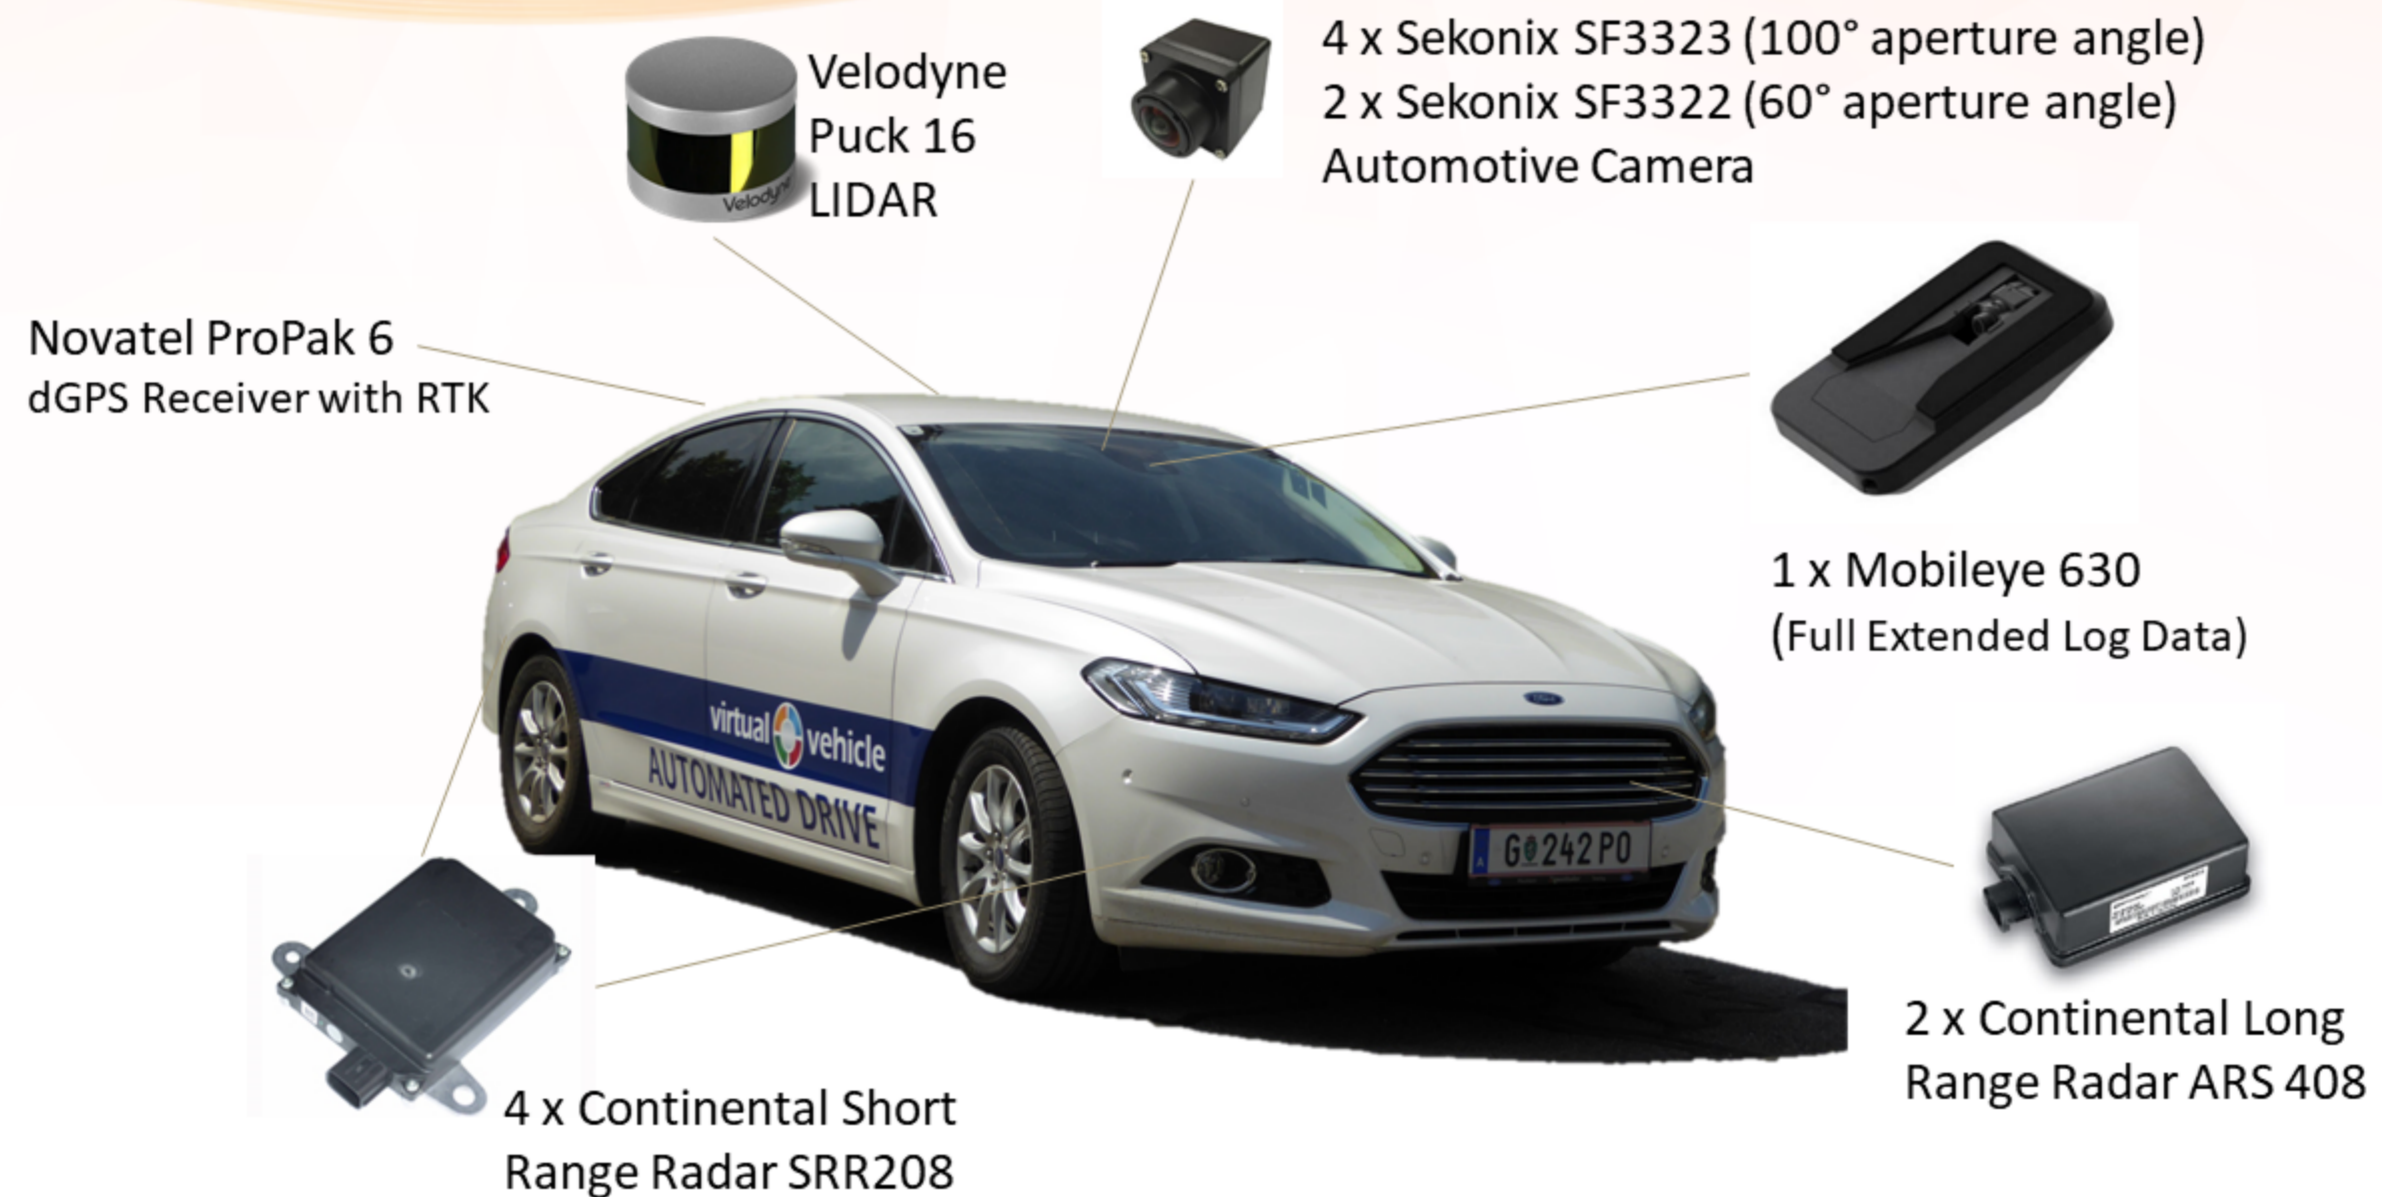 Velodyne
Puck 16
LIDAR
Velodyne
4 x Sekonix SF3323 (100° aperture angle)
2 x Sekonix SF3322 (60° aperture angle)
Automotive Camera
Novatel ProPak 6
dGPS Receiver with RTK
1 x Mobileye 630
(Full Extended Log Data)
virtual vehicle
AUTOMATED DRIVE
Ford
A G 242 PO
2 x Continental Long
Range Radar ARS 408
4 x Continental Short
Range Radar SRR208